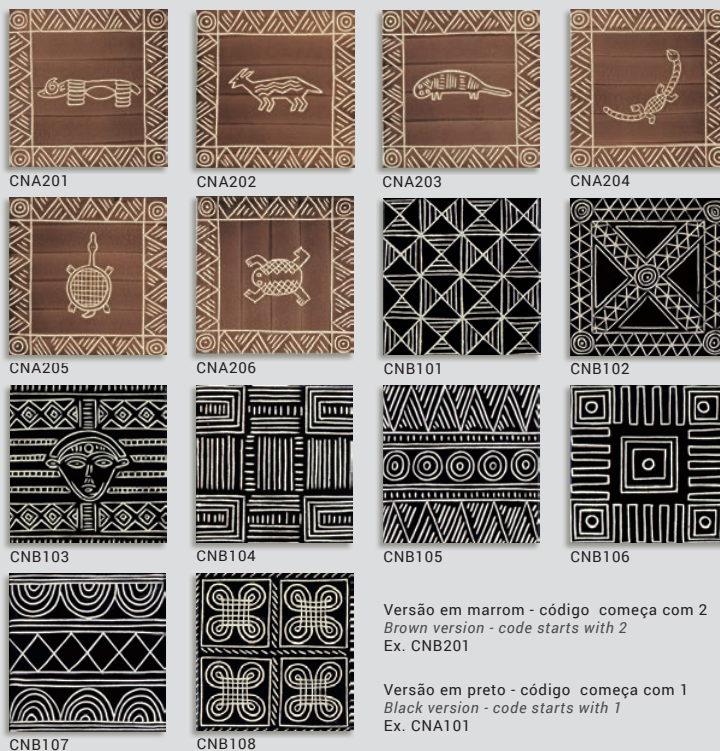 CNA201
CNA202
CNA203
CNA204
CNA205
CNA206
CNB101
CNB102
CNB103
CNB104
CNB105
CNB106
CNB107
CNB108
Versão em marrom - código começa com 2
Brown version - code starts with 2
Ex. CNB201
Versão em preto - código começa com 1
Black version - code starts with 1
Ex. CNA101